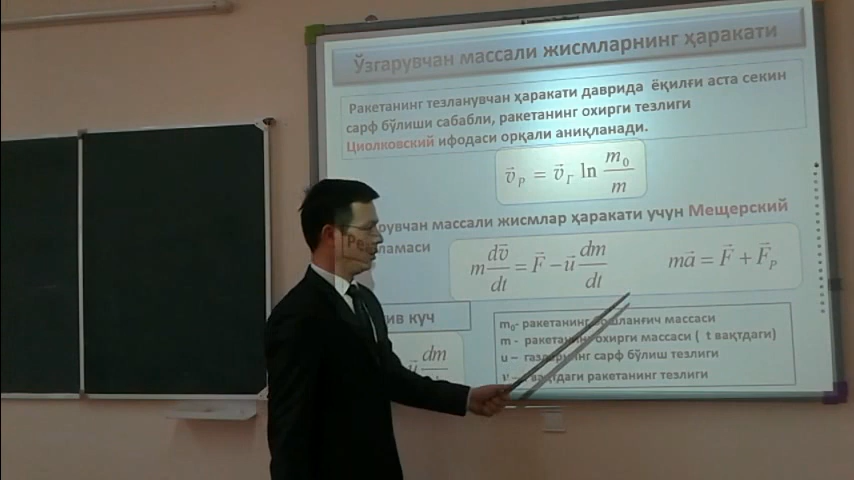 Ўзгарувчан массали жисмларнинг ҳаракати
Ракетанинг тезланувчан ҳаракати даврида ёқилғи аста секин
сарф бўлиши сабабли, ракетанинг охирги тезлиги
Циолковский ифодаси орқали аниқланади.
v⃗_P = v⃗_Г ln m₀/m
рувчан массали жисмлар ҳаракати учун Мещерский
ламаси
m dv⃗/dt = F⃗ − u⃗ dm/dt
ma⃗ = F⃗ + F⃗_P
ив куч
u⃗ dm
m₀- ракетанинг бошланғич массаси
m - ракетанинг охирги массаси ( t вақтдаги)
u – газларнинг сарф бўлиш тезлиги
v – t вақтдаги ракетанинг тезлиги